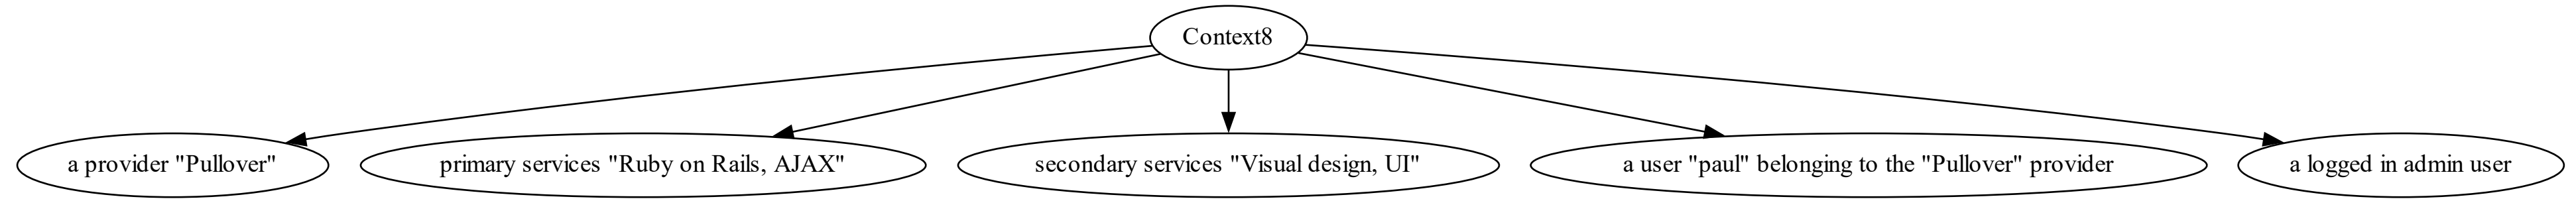 Context8
a provider "Pullover"
primary services "Ruby on Rails, AJAX"
secondary services "Visual design, UI"
a user "paul" belonging to the "Pullover" provider
a logged in admin user